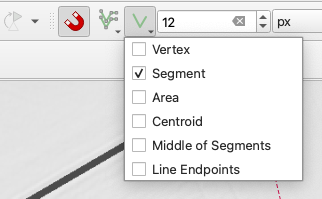 12 px
Vertex
Segment
Area
Centroid
Middle of Segments
Line Endpoints